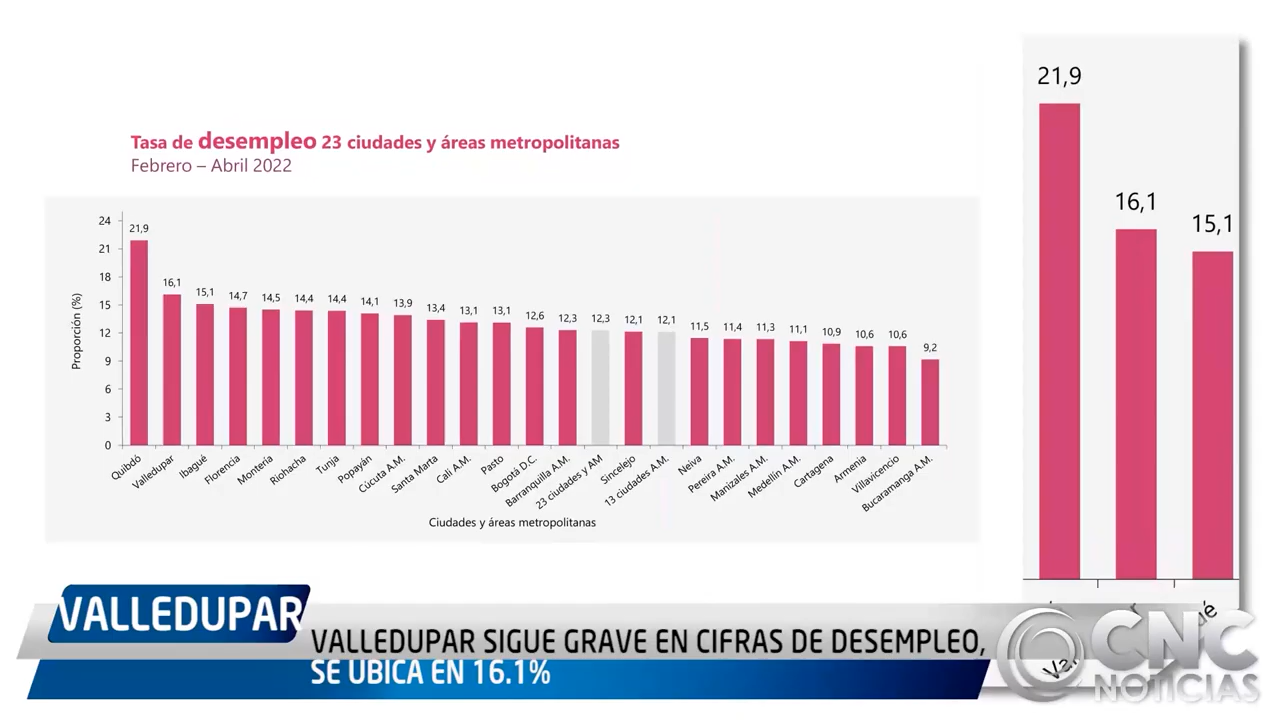 Tasa de desempleo 23 ciudades y áreas metropolitanas
Febrero – Abril 2022
Proporción (%)
24
21
18
15
12
9
6
3
0
21,9
16,1
15,1
14,7
14,5
14,4
14,4
14,1
13,9
13,4
13,1
13,1
12,6
12,3
12,3
12,1
12,1
11,5
11,4
11,3
11,1
10,9
10,6
10,6
9,2
Quibdó
Valledupar
Ibagué
Florencia
Montería
Riohacha
Tunja
Popayán
Cúcuta A.M.
Santa Marta
Cali A.M.
Pasto
Bogotá D.C.
Barranquilla A.M.
23 ciudades y AM
Sincelejo
13 ciudades A.M.
Neiva
Pereira A.M.
Manizales A.M.
Medellín A.M.
Cartagena
Armenia
Villavicencio
Bucaramanga A.M.
Ciudades y áreas metropolitanas
21,9
16,1
15,1
VALLEDUPAR
VALLEDUPAR SIGUE GRAVE EN CIFRAS DE DESEMPLEO,
SE UBICA EN 16.1%
CNC
NOTICIAS